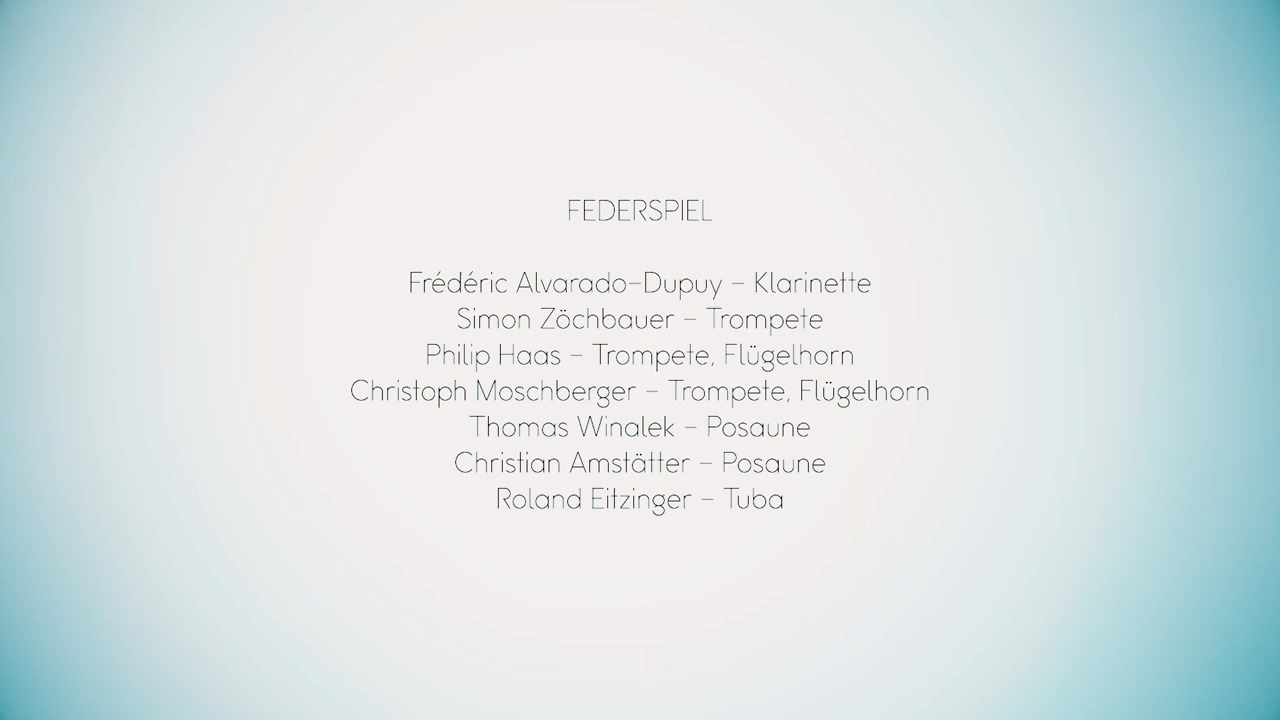 FEDERSPIEL
Frédéric Alvarado-Dupuy – Klarinette
Simon Zöchbauer – Trompete
Philip Haas – Trompete, Flügelhorn
Christoph Moschberger – Trompete, Flügelhorn
Thomas Winalek – Posaune
Christian Amstätter – Posaune
Roland Eitzinger – Tuba